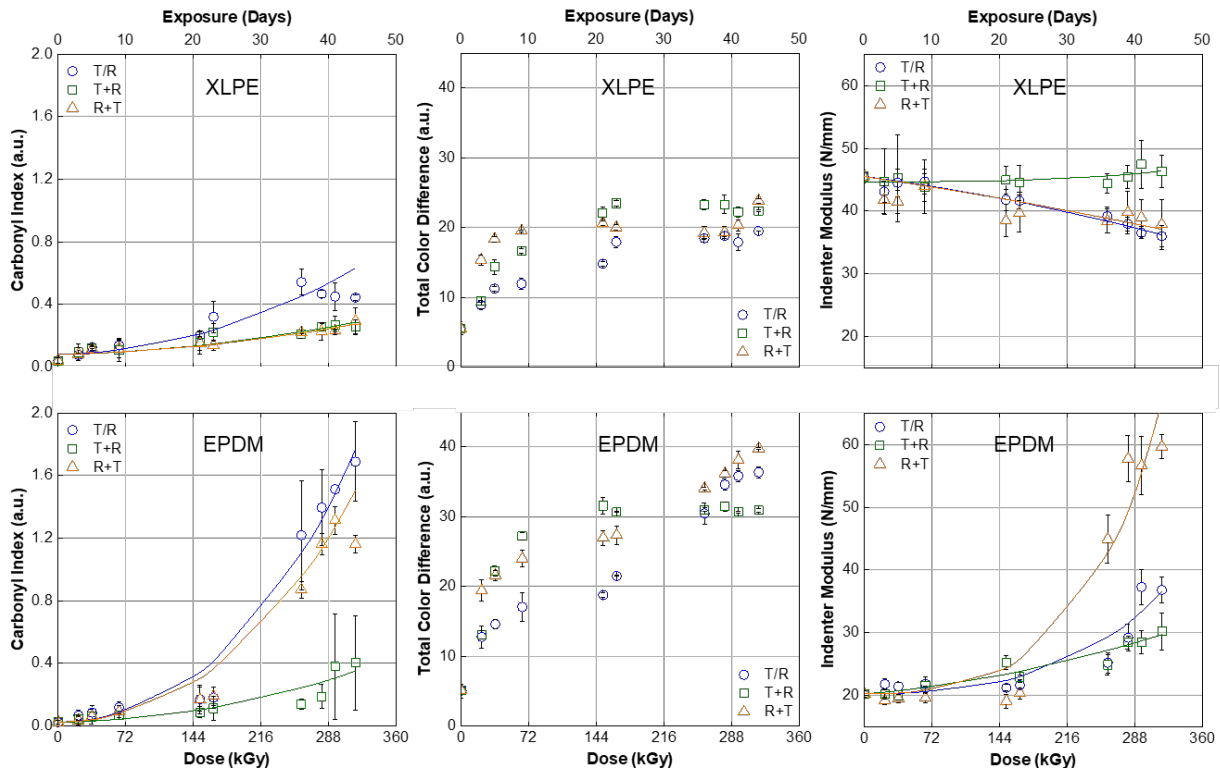 Exposure (Days)
0 10 20 30 40 50
2.0
1.6
1.2
0.8
0.4
0.0
Carbonyl Index (a.u.)
T/R
T+R
R+T
XLPE
Exposure (Days)
0 10 20 30 40 50
40
30
20
10
0
Total Color Difference (a.u.)
XLPE
T/R
T+R
R+T
Exposure (Days)
0 10 20 30 40 50
60
50
40
30
20
Indenter Modulus (N/mm)
T/R
T+R
R+T
XLPE
2.0
1.6
1.2
0.8
0.4
0.0
Carbonyl Index (a.u.)
T/R
T+R
R+T
EPDM
0 72 144 216 288 360
Dose (kGy)
40
30
20
10
0
Total Color Difference (a.u.)
EPDM
T/R
T+R
R+T
0 72 144 216 288 360
Dose (kGy)
60
50
40
30
20
Indenter Modulus (N/mm)
T/R
T+R
R+T
EPDM
0 72 144 216 288 360
Dose (kGy)